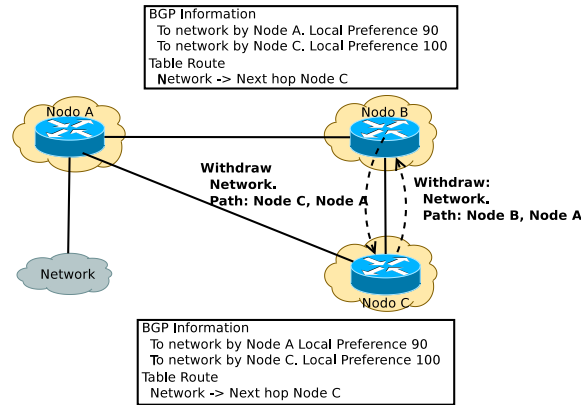 BGP Information
To network by Node A. Local Preference 90
To network by Node C. Local Preference 100
Table Route
Network -> Next hop Node C
Nodo A
Nodo B
Withdraw
Network.
Path: Node C, Node A
Withdraw:
Network.
Path: Node B, Node A
Network
Nodo C
BGP Information
To network by Node A Local Preference 90
To network by Node C. Local Preference 100
Table Route
Network -> Next hop Node C